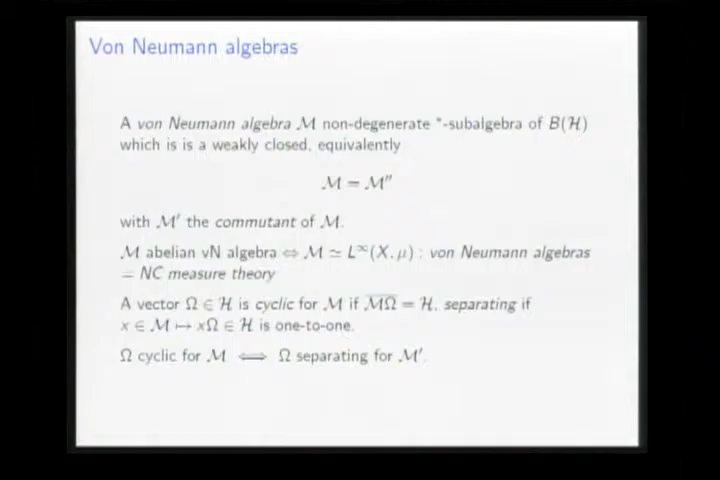 Von Neumann algebras
A von Neumann algebra M non-degenerate *-subalgebra of B(H)
which is is a weakly closed, equivalently
M = M′′
with M′ the commutant of M.
M abelian vN algebra ⇔ M ≃ L∞(X, μ) : von Neumann algebras
= NC measure theory
A vector Ω ∈ H is cyclic for M if M̅Ω̅ = H, separating if
x ∈ M ↦ xΩ ∈ H is one-to-one.
Ω cyclic for M ⟺ Ω separating for M′.